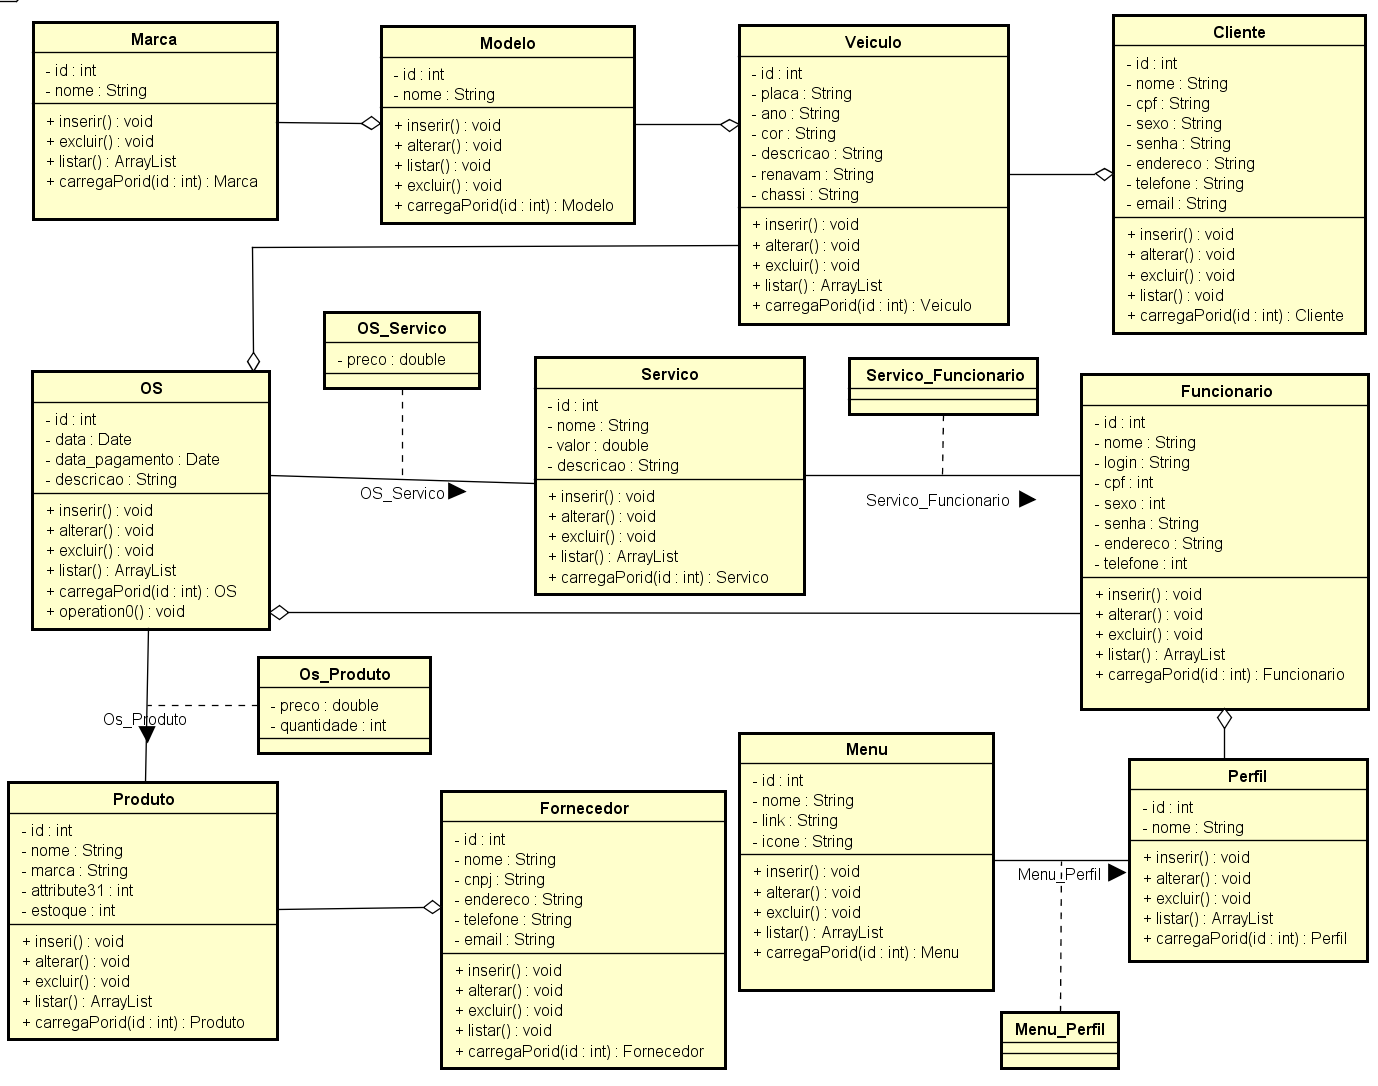 Marca
- id : int
- nome : String
+ inserir() : void
+ excluir() : void
+ listar() : ArrayList
+ carregaPorid(id : int) : Marca
Modelo
- id : int
- nome : String
+ inserir() : void
+ alterar() : void
+ listar() : void
+ excluir() : void
+ carregaPorid(id : int) : Modelo
Veiculo
- id : int
- placa : String
- ano : String
- cor : String
- descricao : String
- renavam : String
- chassi : String
+ inserir() : void
+ alterar() : void
+ excluir() : void
+ listar() : ArrayList
+ carregaPorid(id : int) : Veiculo
Cliente
- id : int
- nome : String
- cpf : String
- sexo : String
- senha : String
- endereco : String
- telefone : String
- email : String
+ inserir() : void
+ alterar() : void
+ excluir() : void
+ listar() : void
+ carregaPorid(id : int) : Cliente
OS
- id : int
- data : Date
- data_pagamento : Date
- descricao : String
+ inserir() : void
+ alterar() : void
+ excluir() : void
+ listar() : ArrayList
+ carregaPorid(id : int) : OS
+ operation0() : void
OS_Servico
- preco : double
OS_Servico
Servico
- id : int
- nome : String
- valor : double
- descricao : String
+ inserir() : void
+ alterar() : void
+ excluir() : void
+ listar() : ArrayList
+ carregaPorid(id : int) : Servico
Servico_Funcionario
Servico_Funcionario
Funcionario
- id : int
- nome : String
- login : String
- cpf : int
- sexo : int
- senha : String
- endereco : String
- telefone : int
+ inserir() : void
+ alterar() : void
+ excluir() : void
+ listar() : ArrayList
+ carregaPorid(id : int) : Funcionario
Os_Produto
Os_Produto
- preco : double
- quantidade : int
Produto
- id : int
- nome : String
- marca : String
- attribute31 : int
- estoque : int
+ inseri() : void
+ alterar() : void
+ excluir() : void
+ listar() : ArrayList
+ carregaPorid(id : int) : Produto
Fornecedor
- id : int
- nome : String
- cnpj : String
- endereco : String
- telefone : String
- email : String
+ inserir() : void
+ alterar() : void
+ excluir() : void
+ listar() : void
+ carregaPorid(id : int) : Fornecedor
Menu
- id : int
- nome : String
- link : String
- icone : String
+ inserir() : void
+ alterar() : void
+ excluir() : void
+ listar() : ArrayList
+ carregaPorid(id : int) : Menu
Menu_Perfil
Perfil
- id : int
- nome : String
+ inserir() : void
+ alterar() : void
+ excluir() : void
+ listar() : ArrayList
+ carregaPorid(id : int) : Perfil
Menu_Perfil